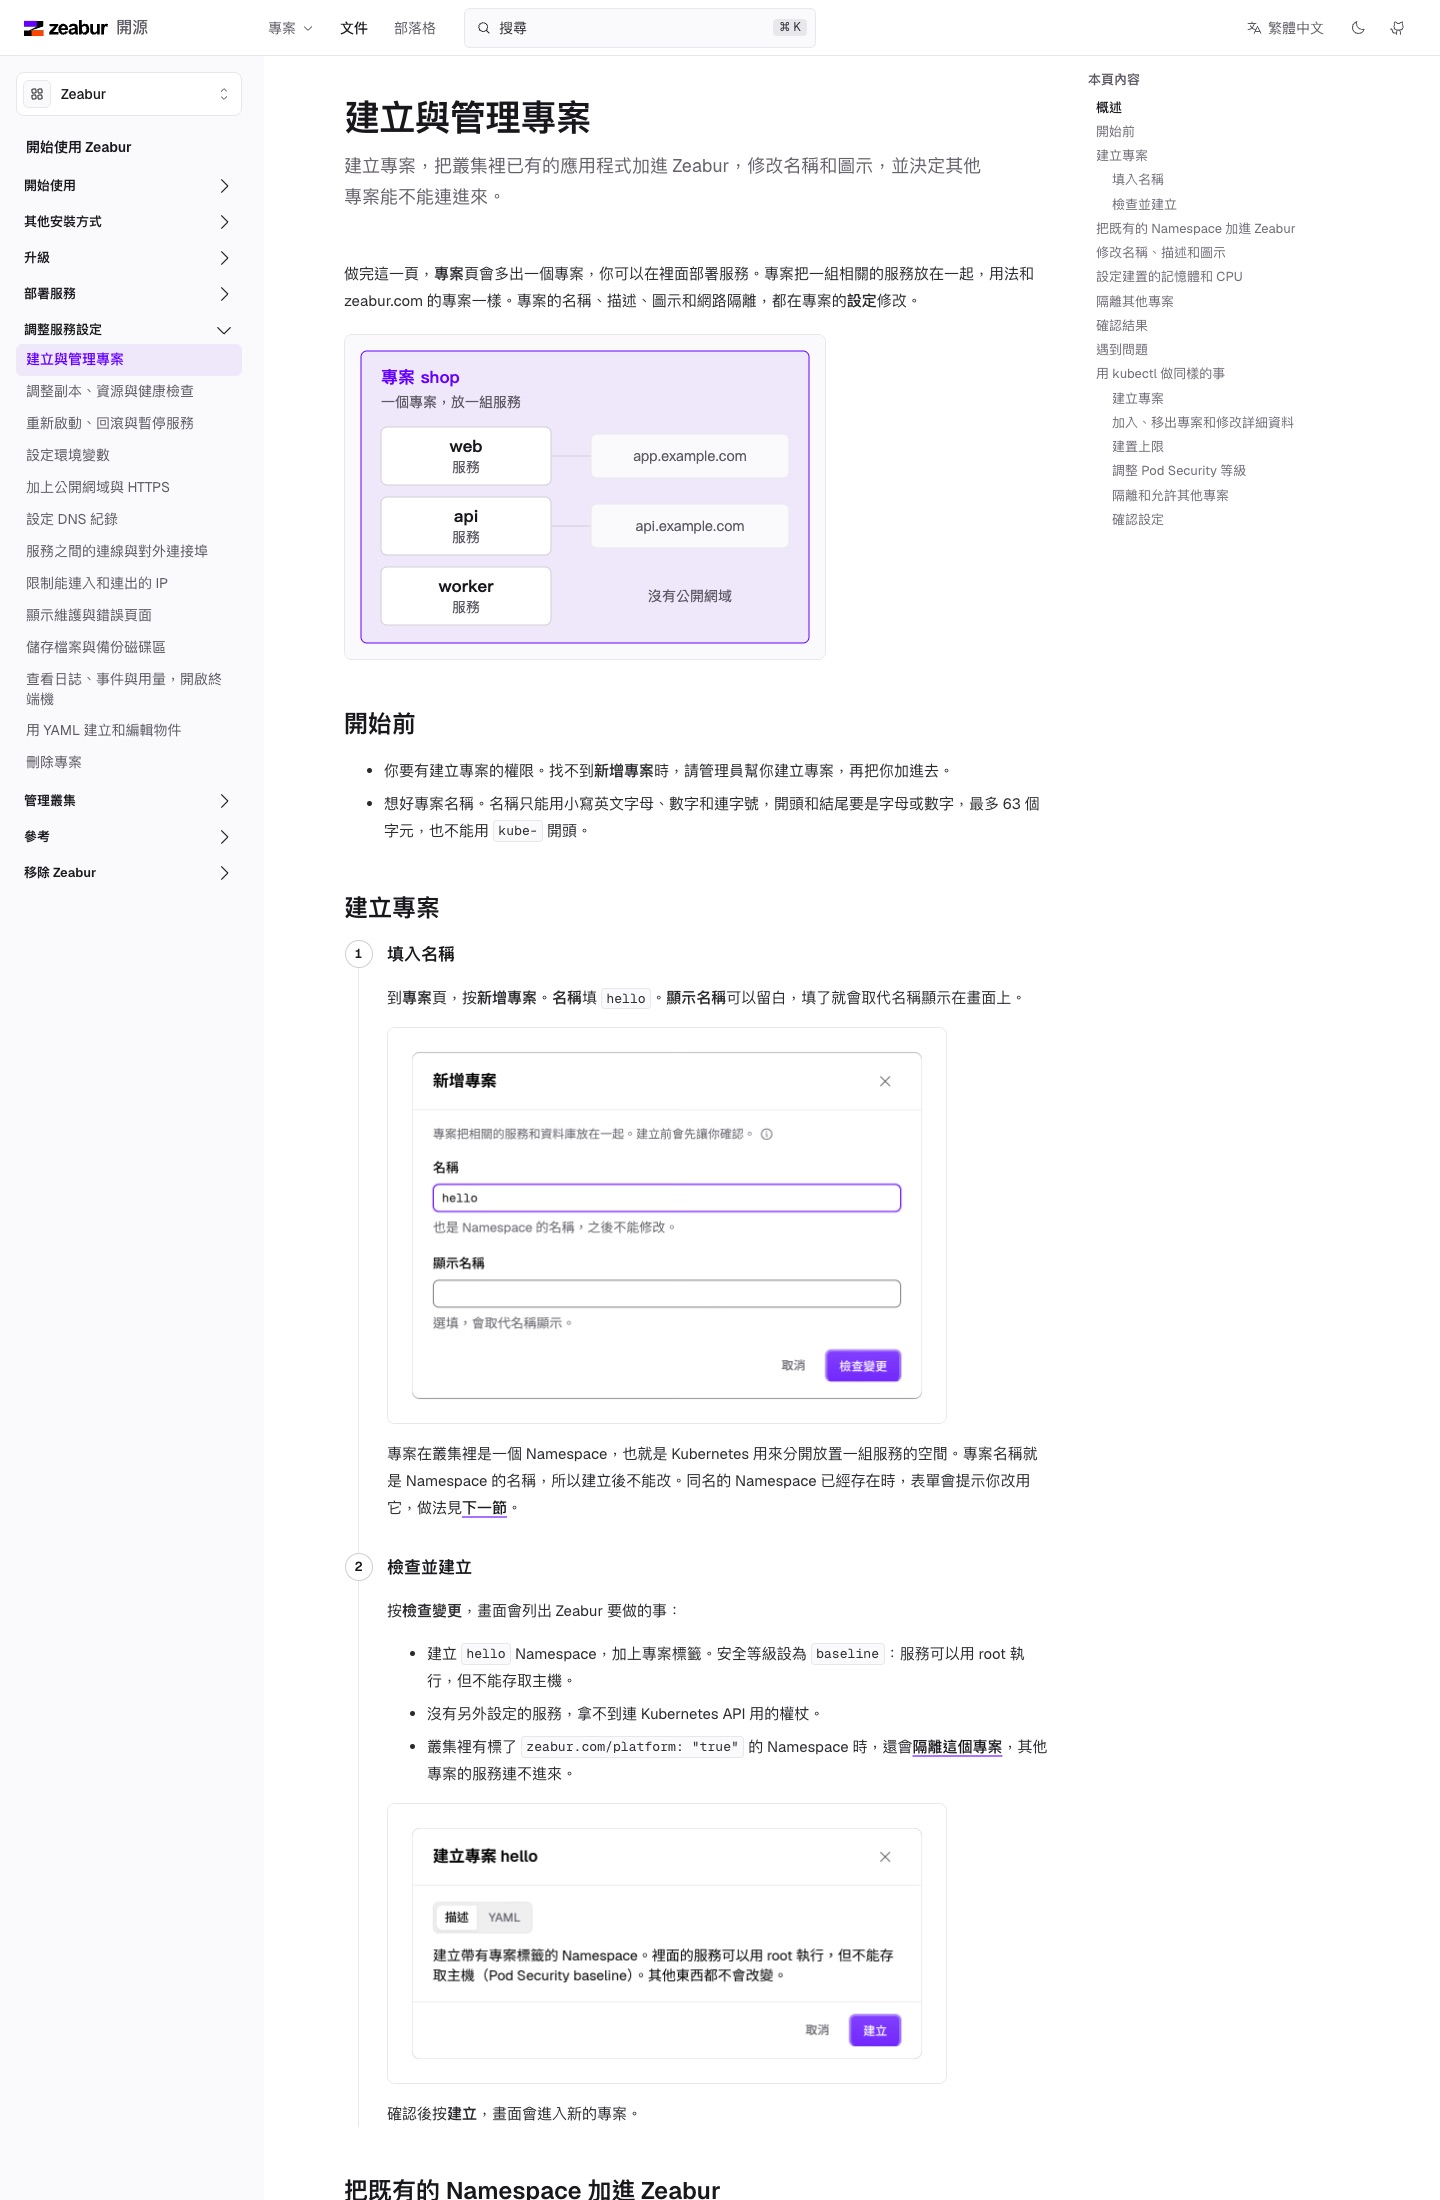 zeabur 開源
專案
文件
部落格
搜尋
⌘ K
繁體中文
Zeabur
開始使用 Zeabur
開始使用
其他安裝方式
升級
部署服務
調整服務設定
建立與管理專案
調整副本、資源與健康檢查
重新啟動、回滾與暫停服務
設定環境變數
加上公開網域與 HTTPS
設定 DNS 紀錄
服務之間的連線與對外連接埠
限制能連入和連出的 IP
顯示維護與錯誤頁面
儲存檔案與備份磁碟區
查看日誌、事件與用量，開啟終
端機
用 YAML 建立和編輯物件
刪除專案
管理叢集
參考
移除 Zeabur
建立與管理專案
建立專案，把叢集裡已有的應用程式加進 Zeabur，修改名稱和圖示，並決定其他
專案能不能連進來。
做完這一頁，專案頁會多出一個專案，你可以在裡面部署服務。專案把一組相關的服務放在一起，用法和
zeabur.com 的專案一樣。專案的名稱、描述、圖示和網路隔離，都在專案的設定修改。
專案 shop
一個專案，放一組服務
web
服務
app.example.com
api
服務
api.example.com
worker
服務
沒有公開網域
開始前
你要有建立專案的權限。找不到新增專案時，請管理員幫你建立專案，再把你加進去。
想好專案名稱。名稱只能用小寫英文字母、數字和連字號，開頭和結尾要是字母或數字，最多 63 個
字元，也不能用 kube- 開頭。
建立專案
1 填入名稱
到專案頁，按新增專案。名稱填 hello。顯示名稱可以留白，填了就會取代名稱顯示在畫面上。
新增專案
專案把相關的服務和資料庫放在一起。建立前會先讓你確認。
名稱
hello
也是 Namespace 的名稱，之後不能修改。
顯示名稱
選填，會取代名稱顯示。
取消
檢查變更
專案在叢集裡是一個 Namespace，也就是 Kubernetes 用來分開放置一組服務的空間。專案名稱就
是 Namespace 的名稱，所以建立後不能改。同名的 Namespace 已經存在時，表單會提示你改用
它，做法見下一節。
2 檢查並建立
按檢查變更，畫面會列出 Zeabur 要做的事：
建立 hello Namespace，加上專案標籤。安全等級設為 baseline：服務可以用 root 執
行，但不能存取主機。
沒有另外設定的服務，拿不到連 Kubernetes API 用的權杖。
叢集裡有標了 zeabur.com/platform: "true" 的 Namespace 時，還會隔離這個專案，其他
專案的服務連不進來。
建立專案 hello
描述
YAML
建立帶有專案標籤的 Namespace。裡面的服務可以用 root 執行，但不能存
取主機（Pod Security baseline）。其他東西都不會改變。
取消
建立
確認後按建立，畫面會進入新的專案。
把既有的 Namespace 加進 Zeabur
本頁內容
概述
開始前
建立專案
填入名稱
檢查並建立
把既有的 Namespace 加進 Zeabur
修改名稱、描述和圖示
設定建置的記憶體和 CPU
隔離其他專案
確認結果
遇到問題
用 kubectl 做同樣的事
建立專案
加入、移出專案和修改詳細資料
建置上限
調整 Pod Security 等級
隔離和允許其他專案
確認設定